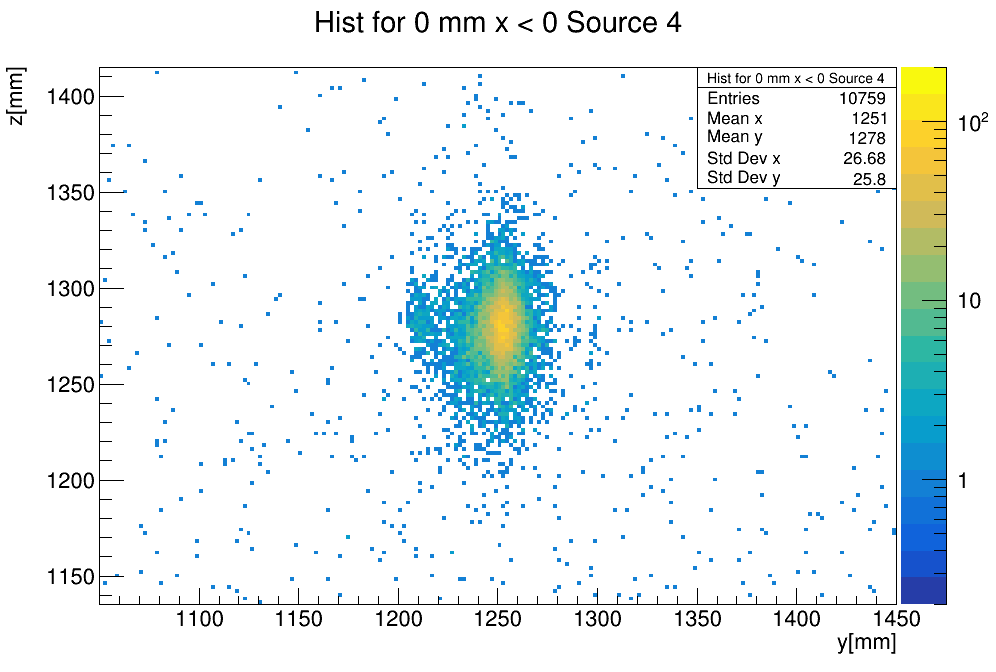 Hist for 0 mm x < 0 Source 4
z[mm]
1400
1350
1300
1250
1200
1150
1100 1150 1200 1250 1300 1350 1400 1450
y[mm]
Hist for 0 mm x < 0 Source 4
Entries 10759
Mean x 1251
Mean y 1278
Std Dev x 26.68
Std Dev y 25.8
10²
10
1